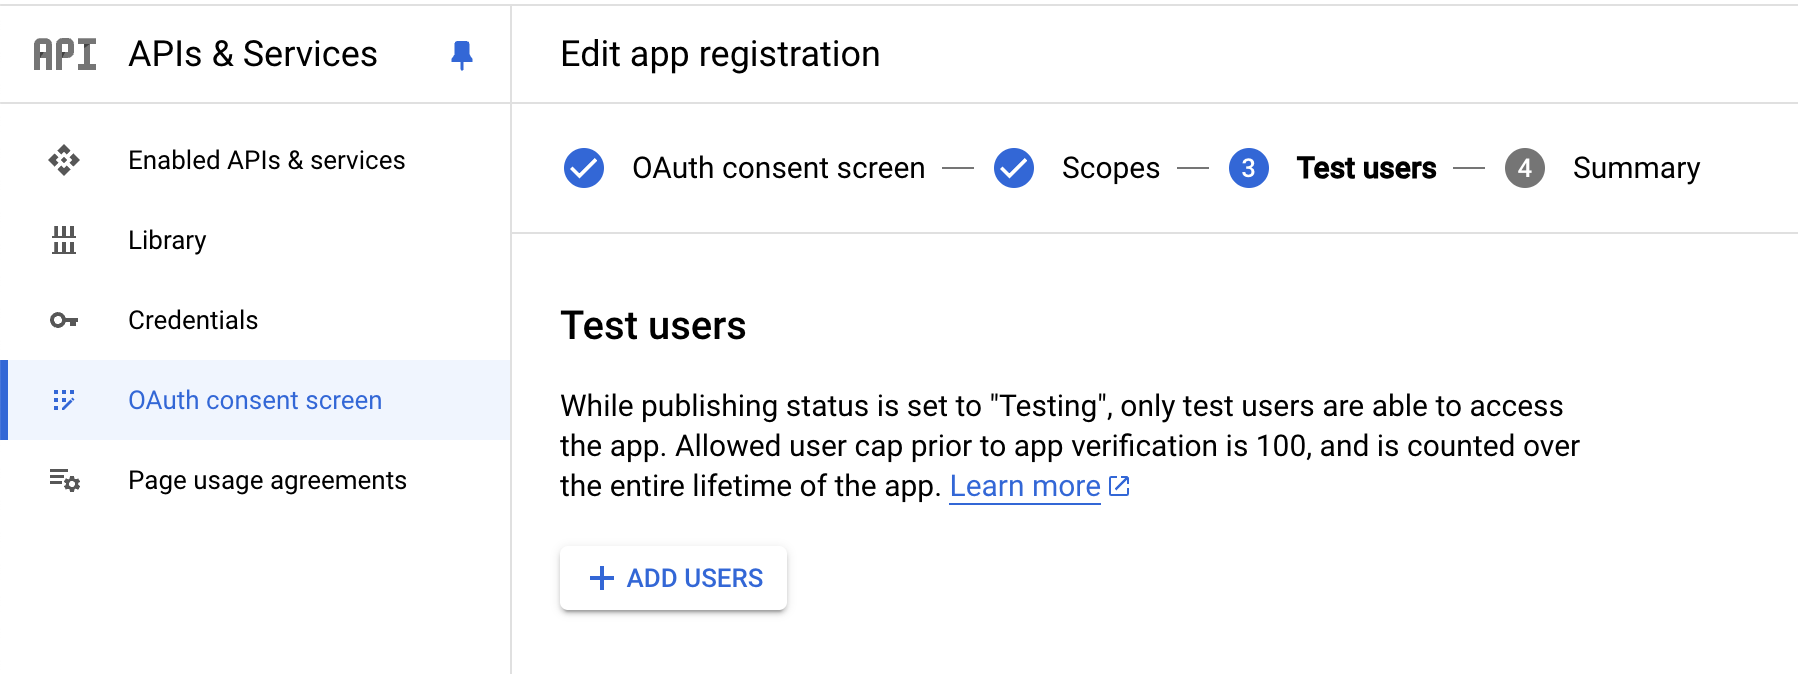 API APIs & Services
Edit app registration
Enabled APIs & services
Library
Credentials
OAuth consent screen
Page usage agreements
OAuth consent screen — Scopes — 3 Test users — 4 Summary
Test users
While publishing status is set to "Testing", only test users are able to access
the app. Allowed user cap prior to app verification is 100, and is counted over
the entire lifetime of the app. Learn more
ADD USERS